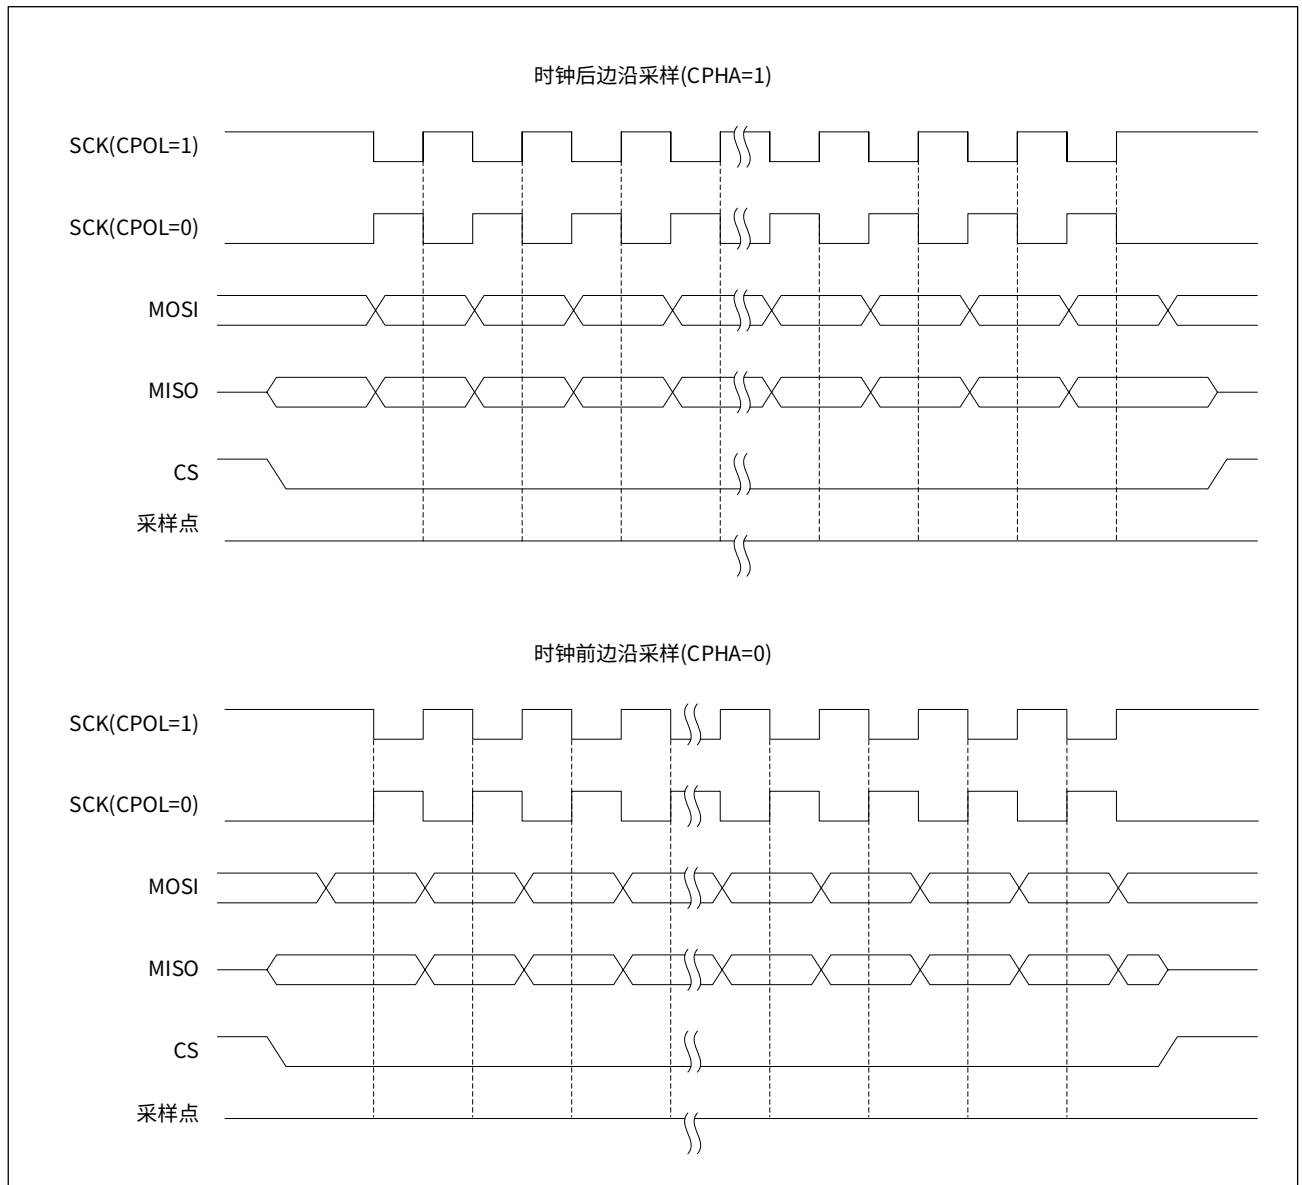 时钟后边沿采样(CPHA=1)
SCK(CPOL=1)
SCK(CPOL=0)
MOSI
MISO
CS
采样点
时钟前边沿采样(CPHA=0)
SCK(CPOL=1)
SCK(CPOL=0)
MOSI
MISO
CS
采样点